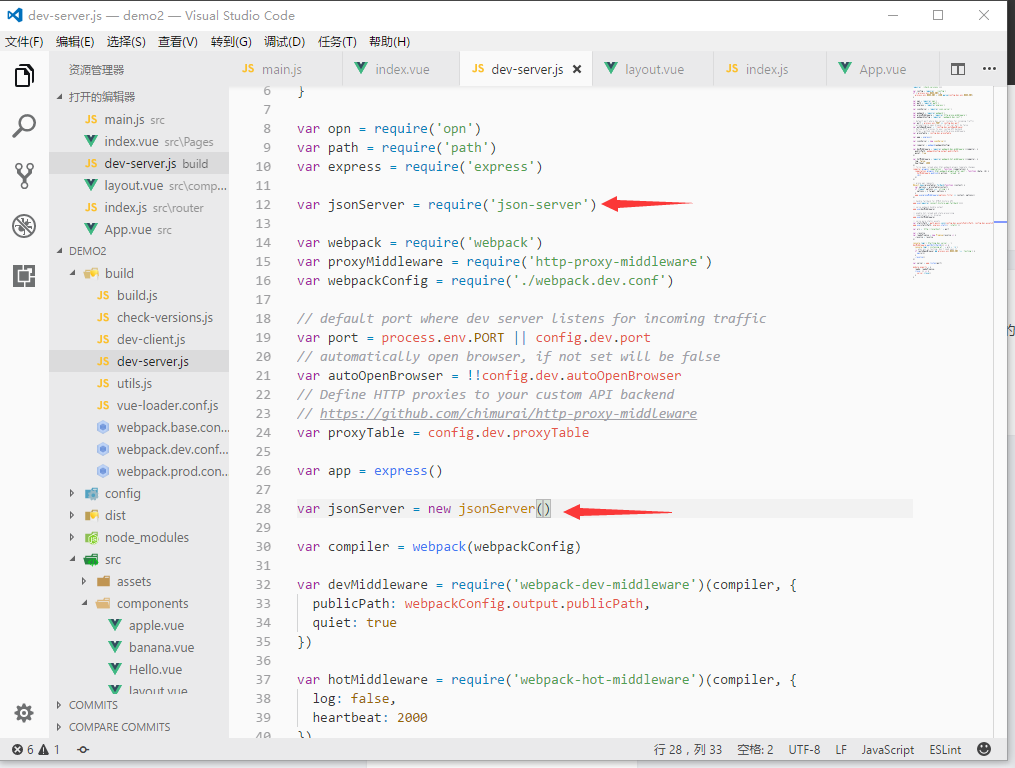 dev-server.js — demo2 — Visual Studio Code
文件(F) 编辑(E) 选择(S) 查看(V) 转到(G) 调试(D) 任务(T) 帮助(H)
资源管理器
JS main.js index.vue JS dev-server.js × layout.vue JS index.js App.vue ...
打开的编辑器
JS main.js src
index.vue src\Pages
JS dev-server.js build
layout.vue src\comp...
JS index.js src\router
App.vue src
DEMO2
build
JS build.js
JS check-versions.js
JS dev-client.js
JS dev-server.js
JS utils.js
JS vue-loader.conf.js
webpack.base.con...
webpack.dev.conf...
webpack.prod.con...
config
dist
node_modules
src
assets
components
apple.vue
banana.vue
Hello.vue
layout.vue
COMMITS
COMPARE COMMITS
6 }
7
8 var opn = require('opn')
9 var path = require('path')
10 var express = require('express')
11
12 var jsonServer = require('json-server')
13
14 var webpack = require('webpack')
15 var proxyMiddleware = require('http-proxy-middleware')
16 var webpackConfig = require('./webpack.dev.conf')
17
18 // default port where dev server listens for incoming traffic
19 var port = process.env.PORT || config.dev.port
20 // automatically open browser, if not set will be false
21 var autoOpenBrowser = !!config.dev.autoOpenBrowser
22 // Define HTTP proxies to your custom API backend
23 // https://github.com/chimurai/http-proxy-middleware
24 var proxyTable = config.dev.proxyTable
25
26 var app = express()
27
28 var jsonServer = new jsonServer()
29
30 var compiler = webpack(webpackConfig)
31
32 var devMiddleware = require('webpack-dev-middleware')(compiler, {
33 publicPath: webpackConfig.output.publicPath,
34 quiet: true
35 })
36
37 var hotMiddleware = require('webpack-hot-middleware')(compiler, {
38 log: false,
39 heartbeat: 2000
40 })
6 1 行 28，列 33 空格: 2 UTF-8 LF JavaScript ESLint
的